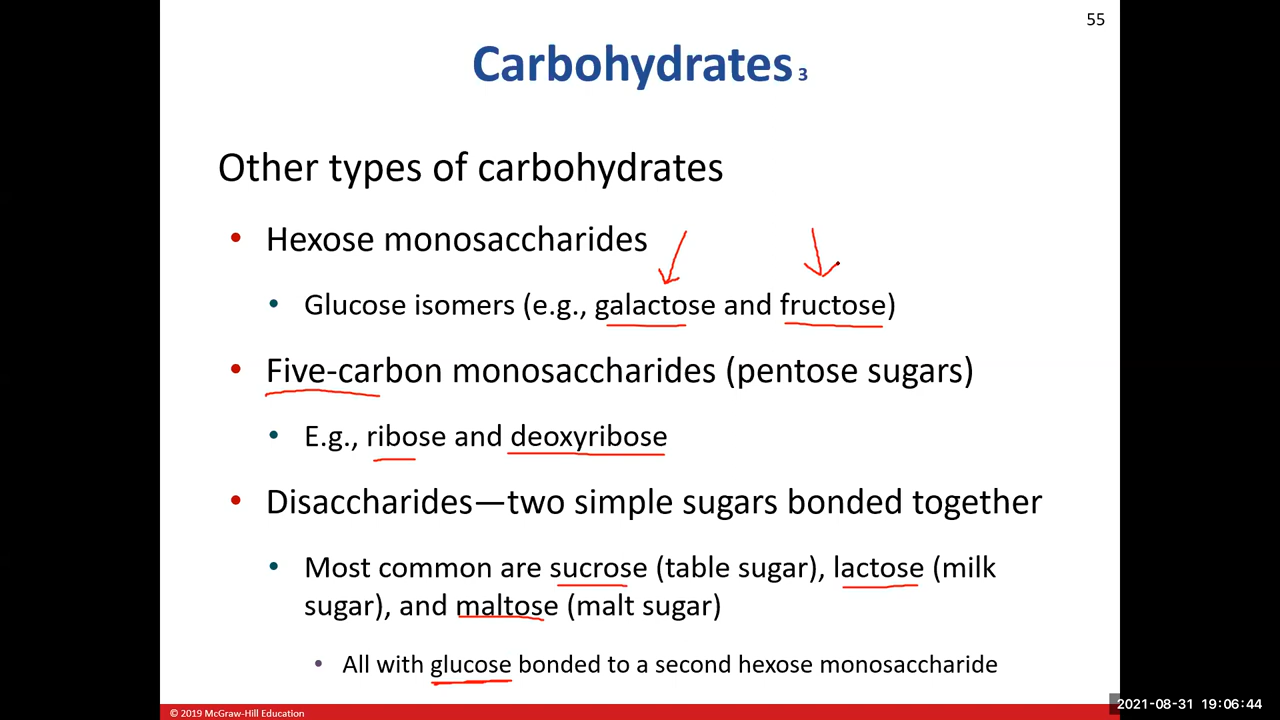 55
Carbohydrates 3
Other types of carbohydrates
• Hexose monosaccharides
• Glucose isomers (e.g., galactose and fructose)
• Five-carbon monosaccharides (pentose sugars)
• E.g., ribose and deoxyribose
• Disaccharides—two simple sugars bonded together
• Most common are sucrose (table sugar), lactose (milk
sugar), and maltose (malt sugar)
• All with glucose bonded to a second hexose monosaccharide
© 2019 McGraw-Hill Education
2021-08-31 19:06:44